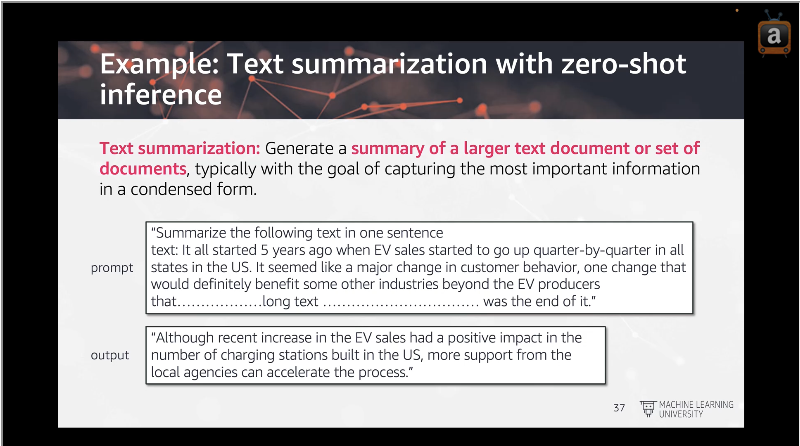 a
Example: Text summarization with zero-shot
inference
Text summarization: Generate a summary of a larger text document or set of
documents, typically with the goal of capturing the most important information
in a condensed form.
prompt
"Summarize the following text in one sentence
text: It all started 5 years ago when EV sales started to go up quarter-by-quarter in all
states in the US. It seemed like a major change in customer behavior, one change that
would definitely benefit some other industries beyond the EV producers
that..................long text ................................. was the end of it."
output
"Although recent increase in the EV sales had a positive impact in the
number of charging stations built in the US, more support from the
local agencies can accelerate the process."
37
MACHINE LEARNING
UNIVERSITY